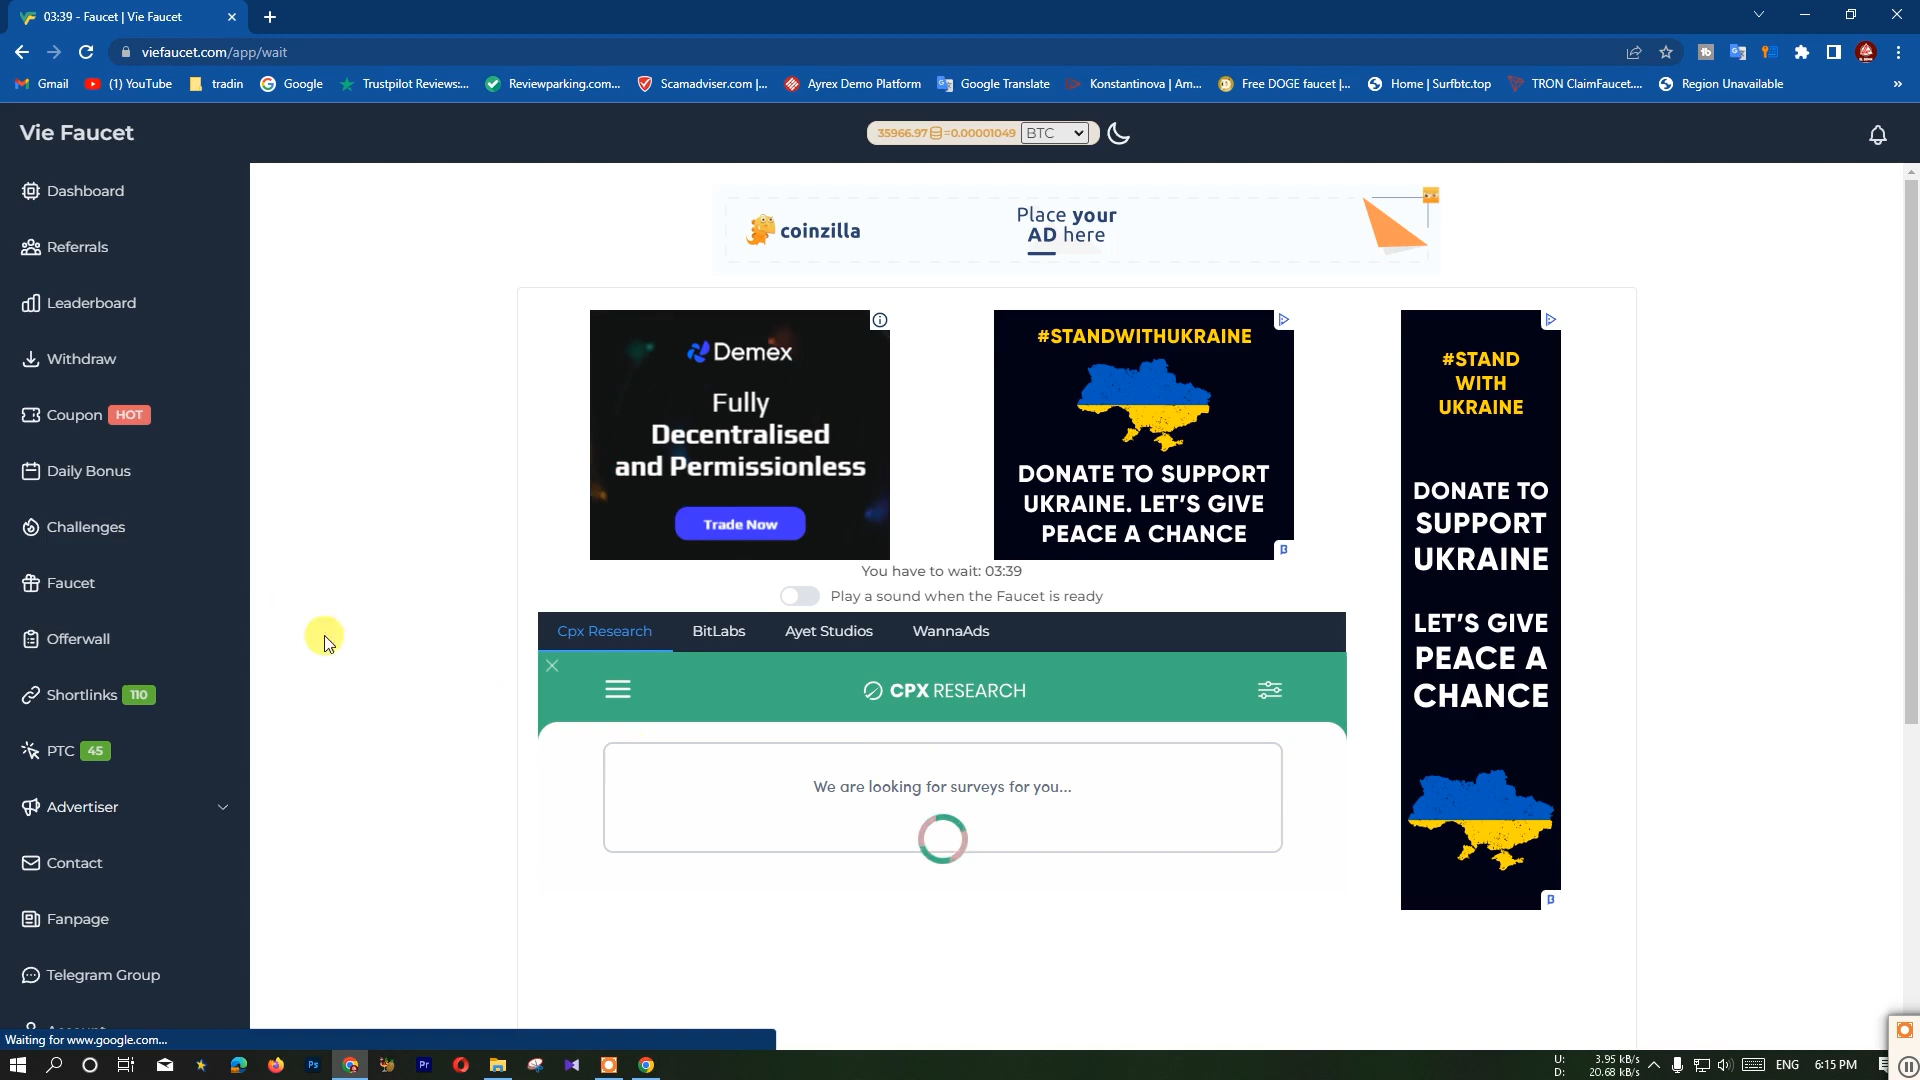 03:39 - Faucet | Vie Faucet
viefaucet.com/app/wait
Gmail
(1) YouTube
tradin
Google
Trustpilot Reviews:...
Reviewparking.com...
Scamadviser.com |...
Ayrex Demo Platform
Google Translate
Konstantinova | Am...
Free DOGE faucet |...
Home | Surfbtc.top
TRON ClaimFaucet....
Region Unavailable
»
Vie Faucet
35966.97 =0.00001049 BTC
Dashboard
Referrals
Leaderboard
Withdraw
Coupon HOT
Daily Bonus
Challenges
Faucet
Offerwall
Shortlinks 110
PTC 45
Advertiser
Contact
Fanpage
Telegram Group
coinzilla
Place your
AD here
Demex
Fully
Decentralised
and Permissionless
Trade Now
#STANDWITHUKRAINE
DONATE TO SUPPORT
UKRAINE. LET'S GIVE
PEACE A CHANCE
#STAND
WITH
UKRAINE
DONATE TO
SUPPORT
UKRAINE
LET'S GIVE
PEACE A
CHANCE
You have to wait: 03:39
Play a sound when the Faucet is ready
Cpx Research
BitLabs
Ayet Studios
WannaAds
CPX RESEARCH
We are looking for surveys for you...
Waiting for www.google.com...
U: 3.95 kB/s
D: 20.68 kB/s
ENG
6:15 PM